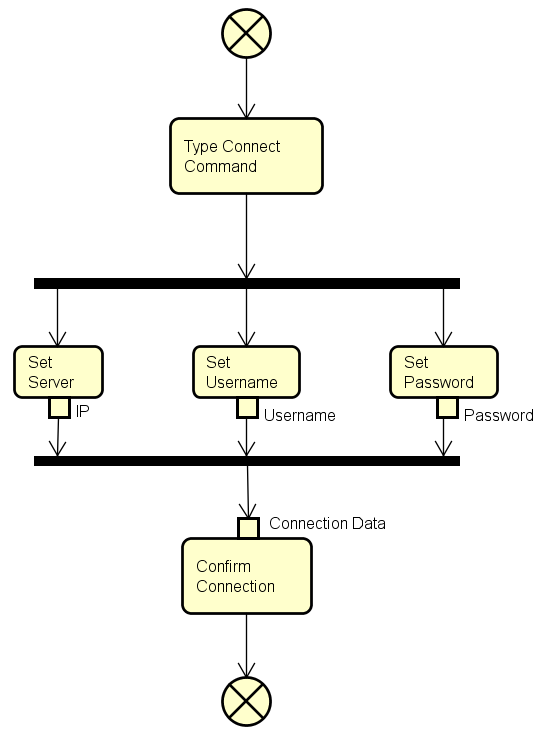 Type Connect
Command
Set
Server
Set
Username
Set
Password
IP
Username
Password
Connection Data
Confirm
Connection